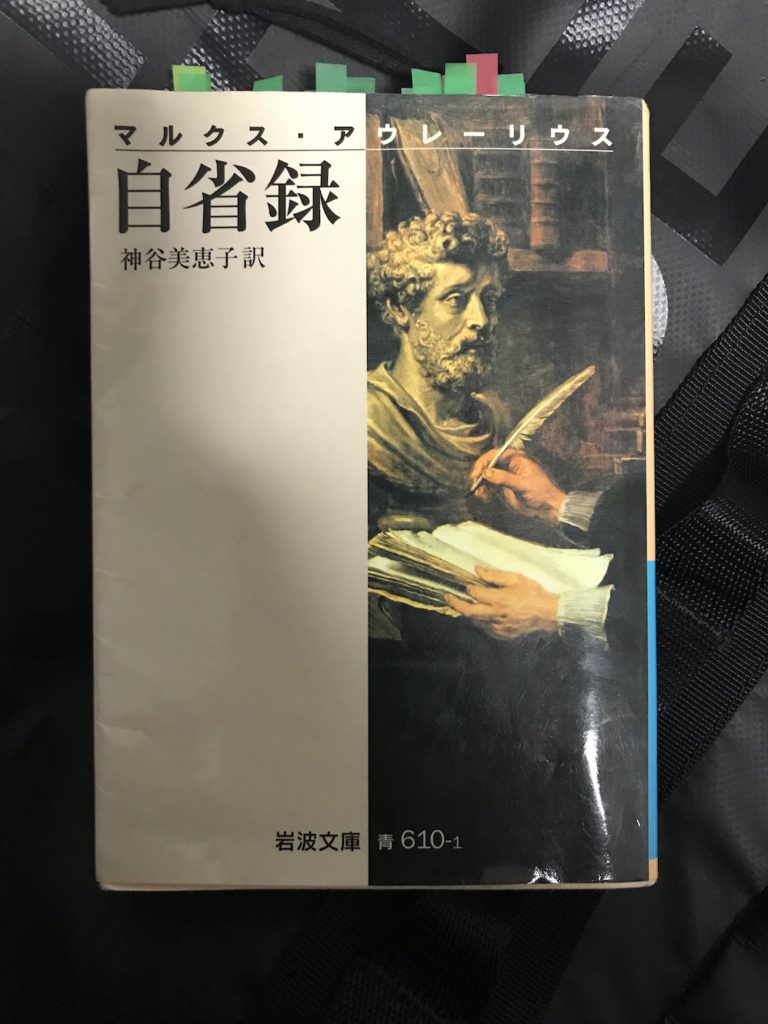 マルクス・アウレーリウス
自省録
神谷美恵子訳
岩波文庫 青 610-1